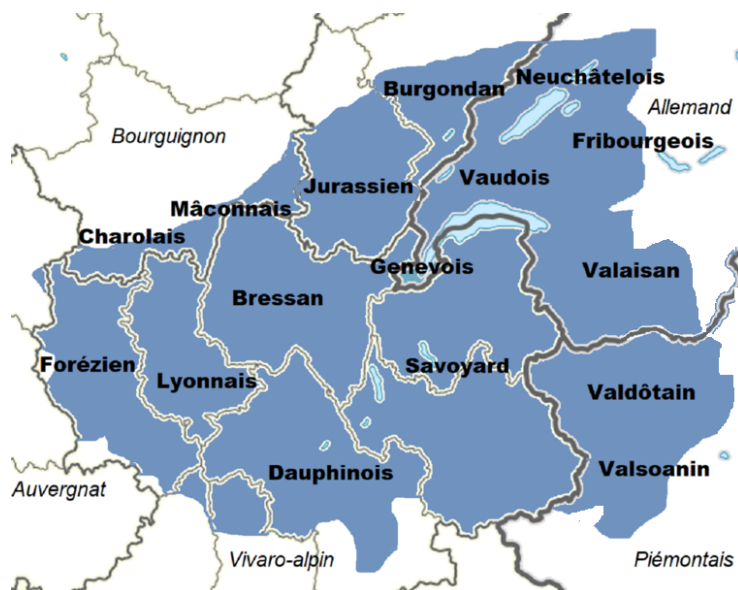 Neuchâtelois
Burgondan
Allemand
Bourguignon
Fribourgeois
Vaudois
Jurassien
Mâconnais
Charolais
Genevois
Valaisan
Bressan
Forézien
Savoyard
Lyonnais
Valdôtain
Dauphinois
Valsoanin
Auvergnat
Vivaro-alpin
Piémontais